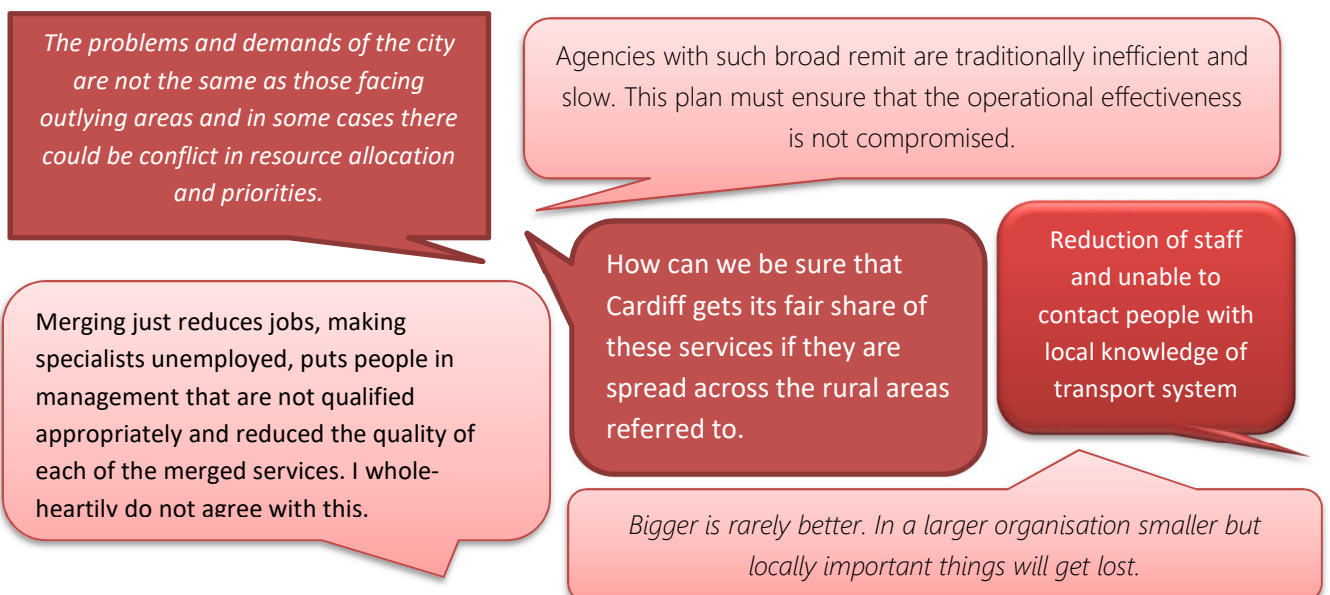 The problems and demands of the city
are not the same as those facing
outlying areas and in some cases there
could be conflict in resource allocation
and priorities.
Agencies with such broad remit are traditionally inefficient and
slow. This plan must ensure that the operational effectiveness
is not compromised.
How can we be sure that
Cardiff gets its fair share of
these services if they are
spread across the rural areas
referred to.
Reduction of staff
and unable to
contact people with
local knowledge of
transport system
Merging just reduces jobs, making
specialists unemployed, puts people in
management that are not qualified
appropriately and reduced the quality of
each of the merged services. I whole-
heartily do not agree with this.
Bigger is rarely better. In a larger organisation smaller but
locally important things will get lost.